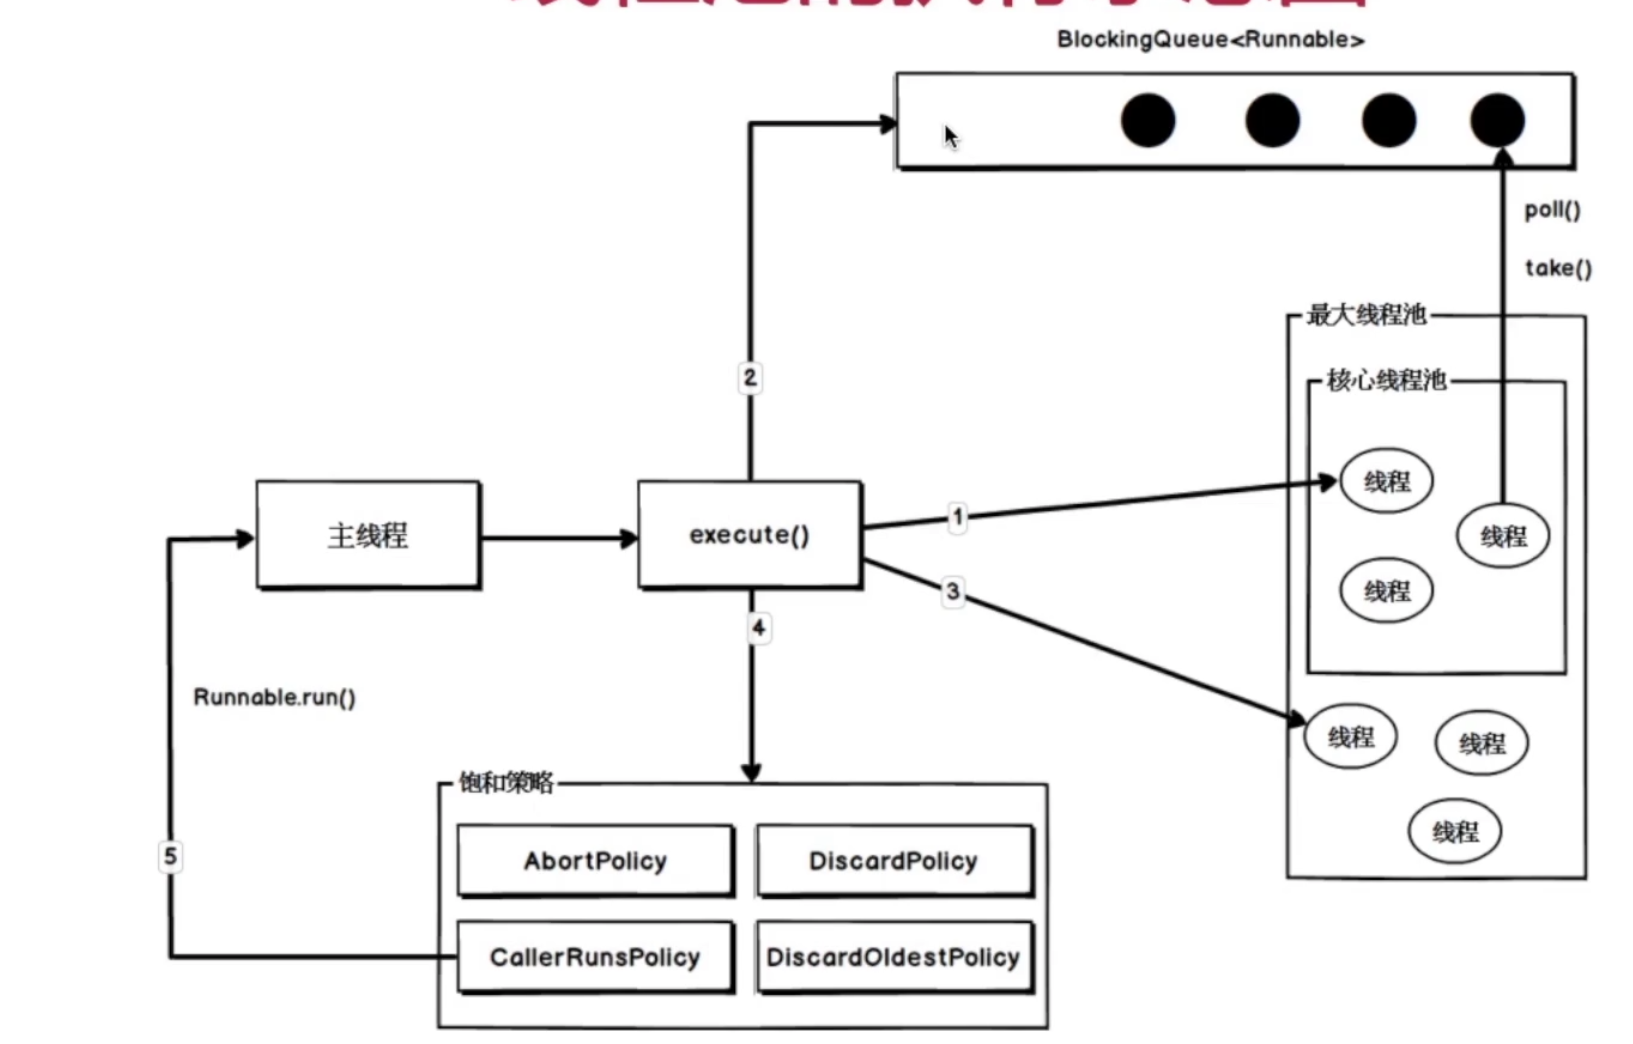 BlockingQueue<Runnable>
poll()
take()
最大线程池
核心线程池
2
线程
1
主线程
execute()
线程
3
线程
4
Runnable.run()
线程
线程
饱和策略
线程
5
AbortPolicy
DiscardPolicy
CallerRunsPolicy
DiscardOldestPolicy